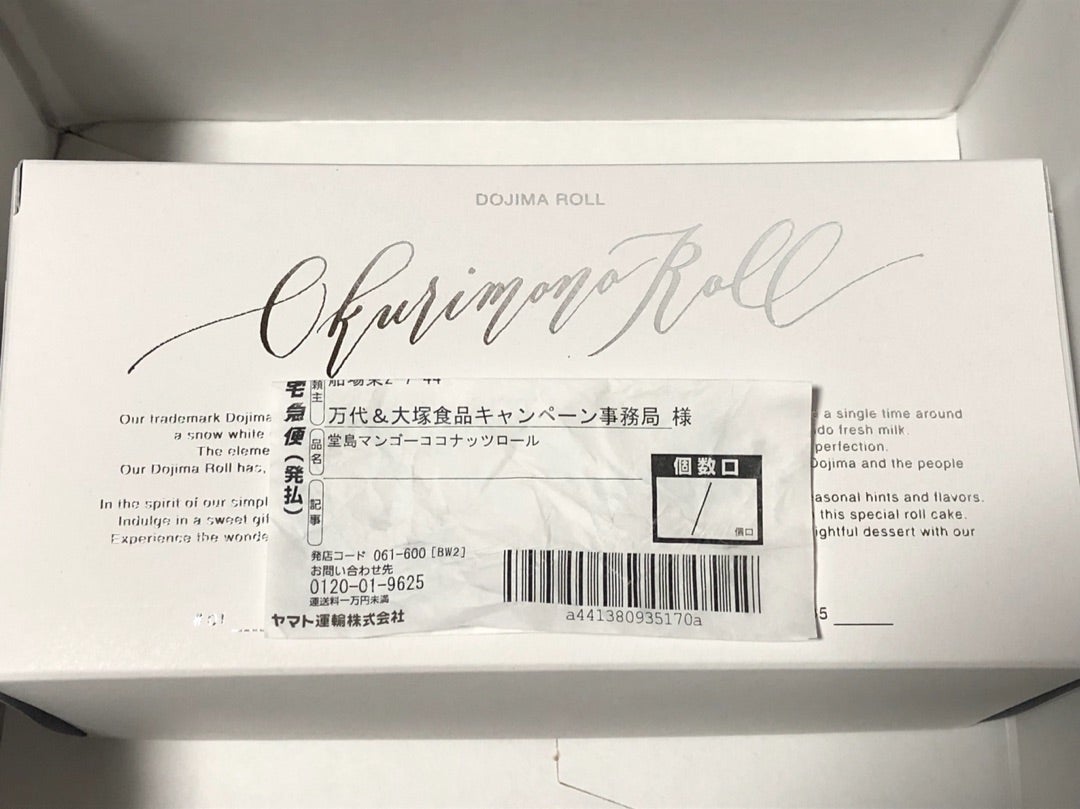 DOJIMA ROLL
Okurimono Roll
Our trademark Dojima
a snow white
The eleme
Our Dojima Roll has,
In the spirit of our simpl
Indulge in a sweet gif
Experience the wonde
a single time around
do fresh milk.
perfection.
Dojima and the people
easonal hints and flavors.
this special roll cake.
ightful dessert with our
5
宅急便(発払)
頼主
万代&大塚食品キャンペーン事務局 様
品名
堂島マンゴーココナッツロール
記事
個数口
/
個口
発店コード 061-600 [BW2]
お問い合わせ先
0120-01-9625
運送料一万円未満
ヤマト運輸株式会社
a441380935170a